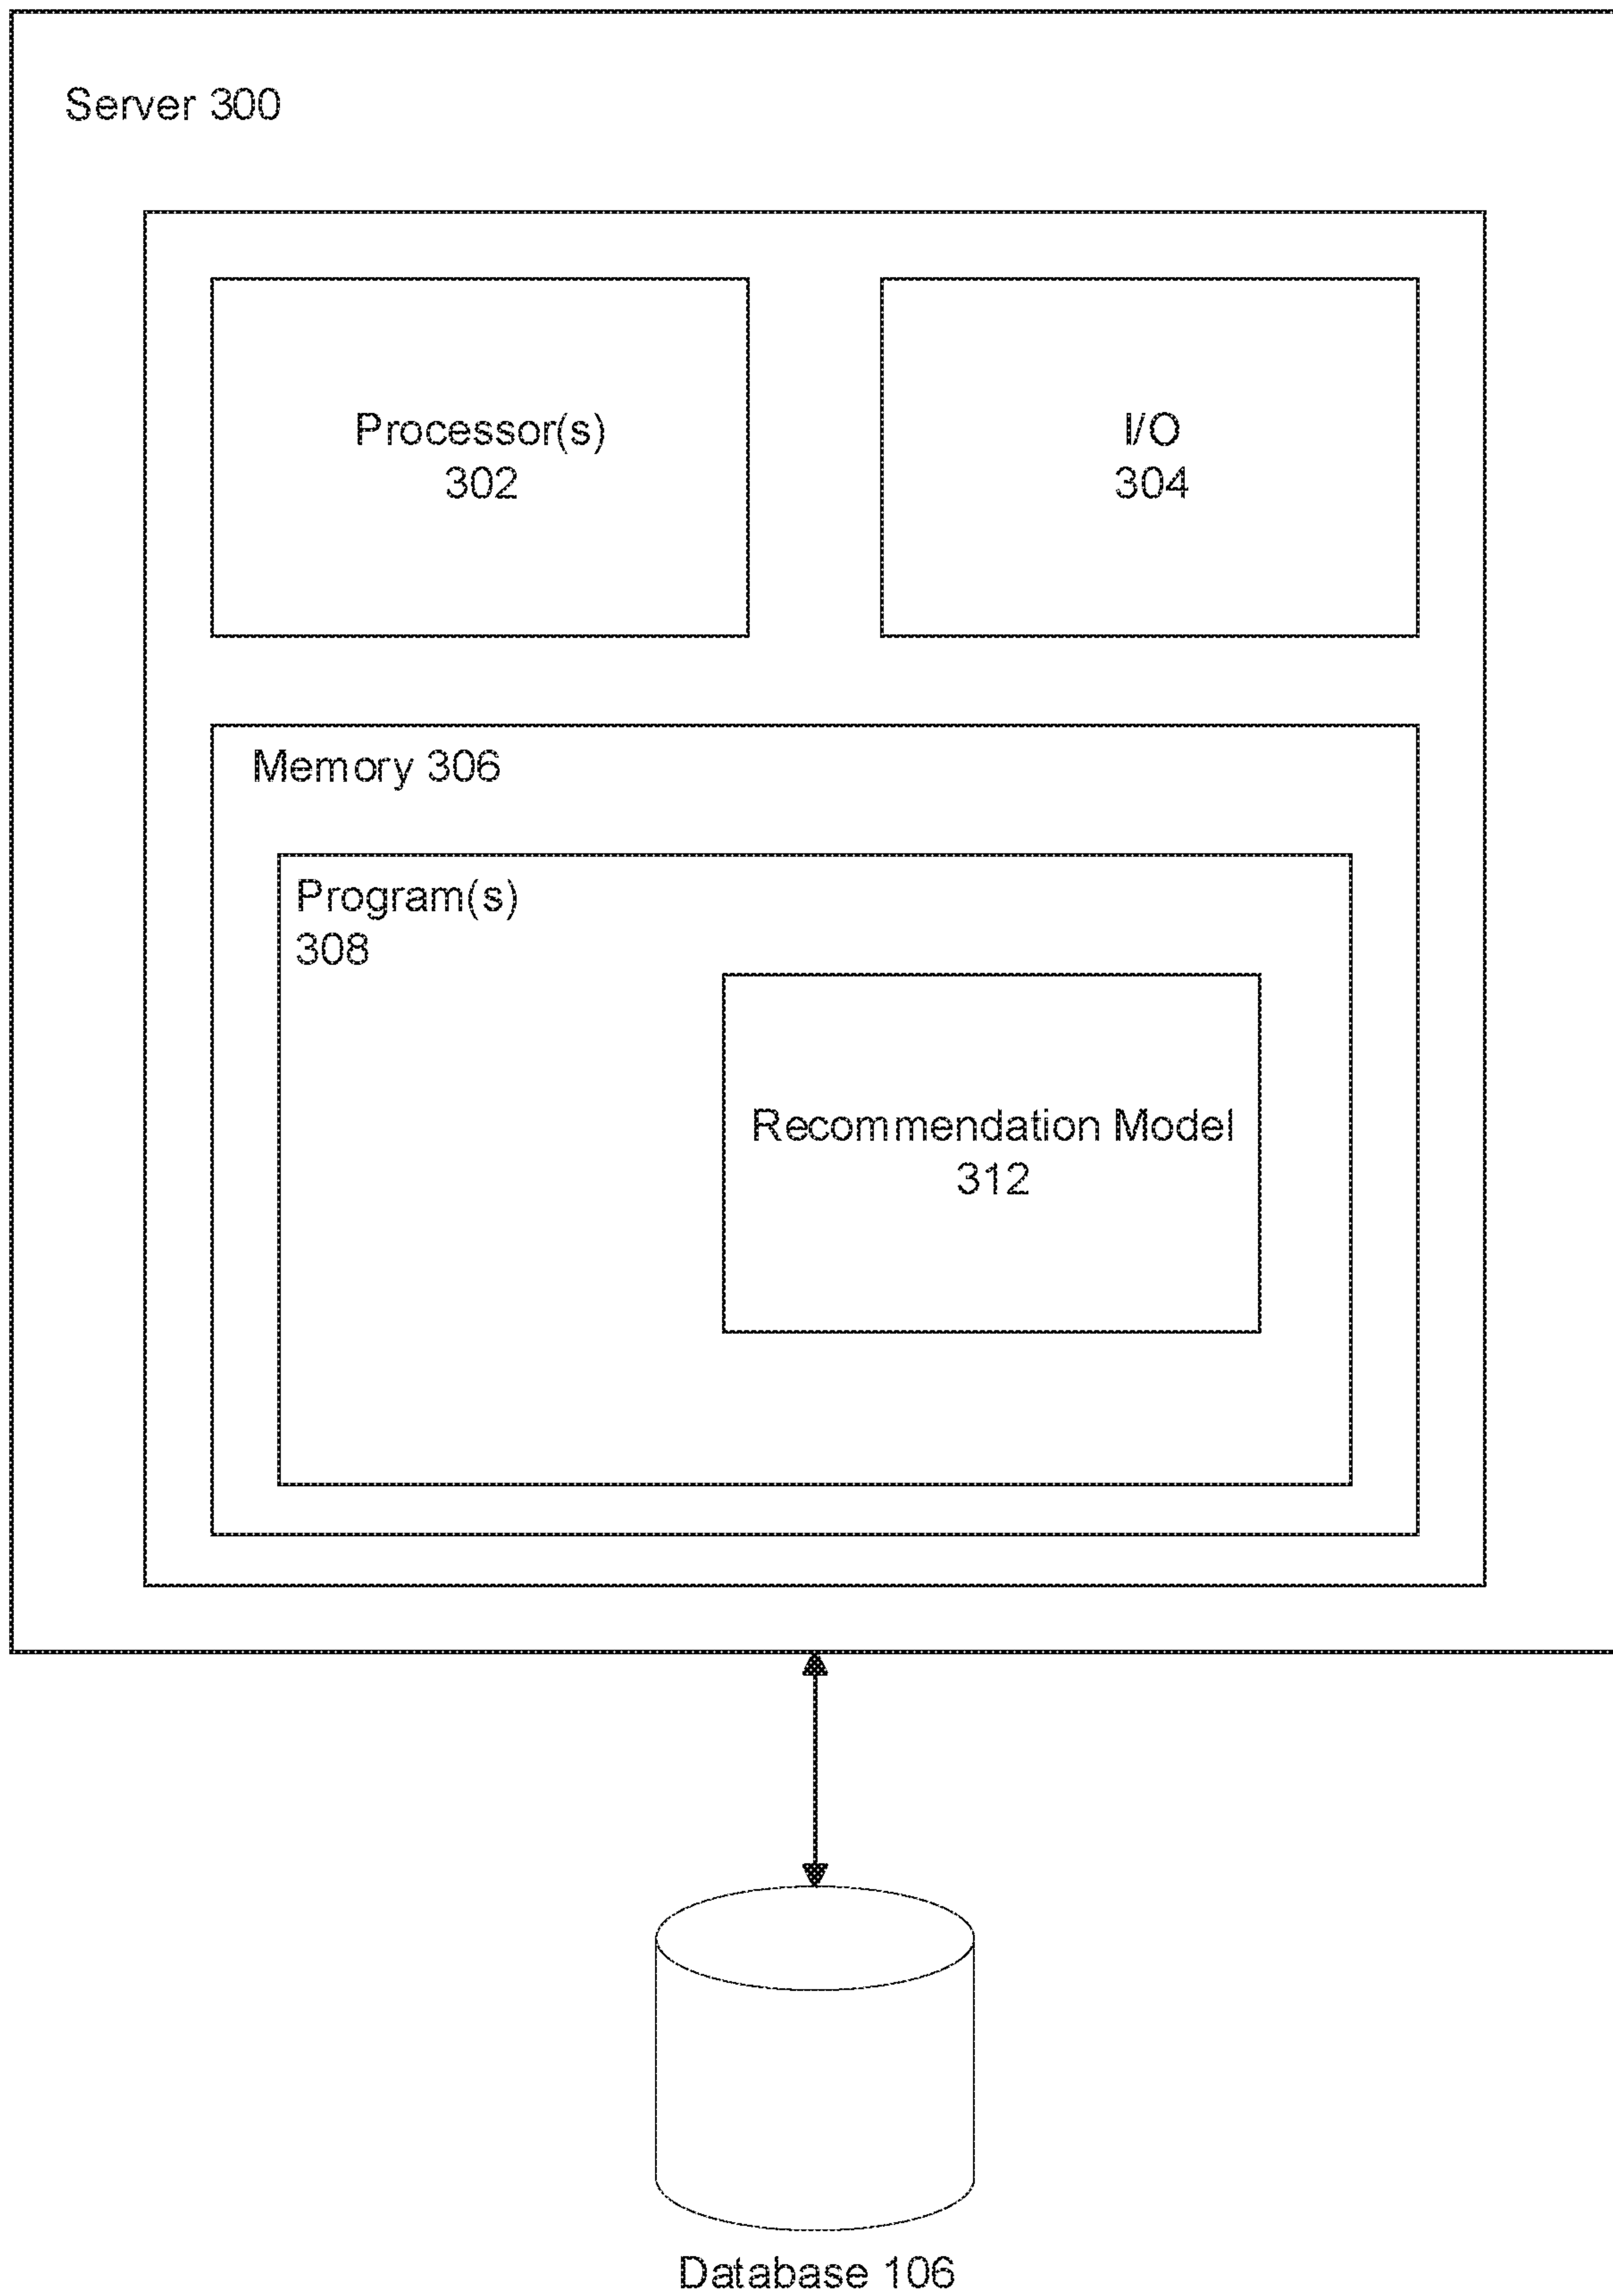 Server 300
Processor(s)
302
I/O
304
Memory 306
Program(s)
308
Recommendation Model
312
Database 106